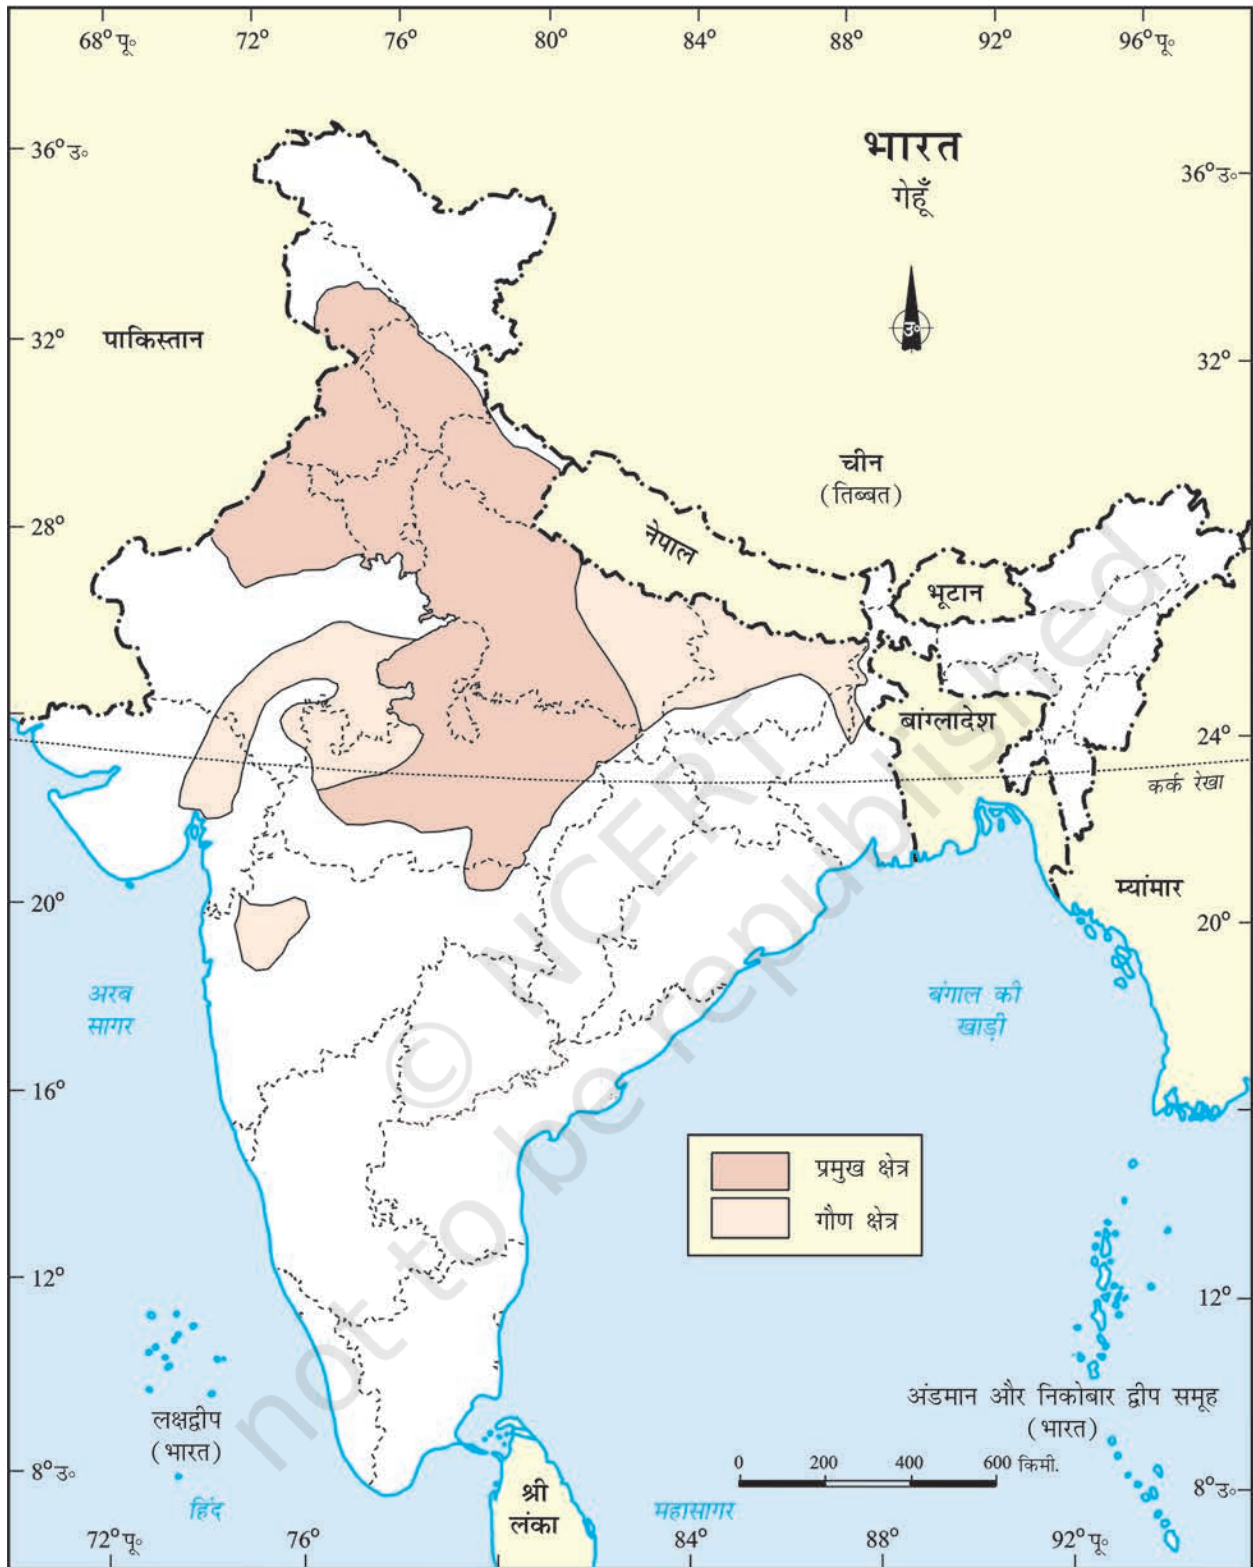 68° पू॰ 72° 76° 80° 84° 88° 92° 96° पू॰
भारत
गेहूँ
36° उ॰
36° उ॰
उ॰
पाकिस्तान
32°
32°
चीन
(तिब्बत)
28°
28°
नेपाल
भूटान
बांग्लादेश
24°
कर्क रेखा
म्यांमार
20°
20°
अरब
सागर
बंगाल की
खाड़ी
© NCERT
not to be republished
16°
प्रमुख क्षेत्र
गौण क्षेत्र
12°
12°
अंडमान और निकोबार द्वीप समूह
(भारत)
लक्षद्वीप
(भारत)
0 200 400 600 किमी.
8° उ॰
8° उ॰
श्री
लंका
हिंद
महासागर
72° पू॰ 76° 84° 88° 92° पू॰